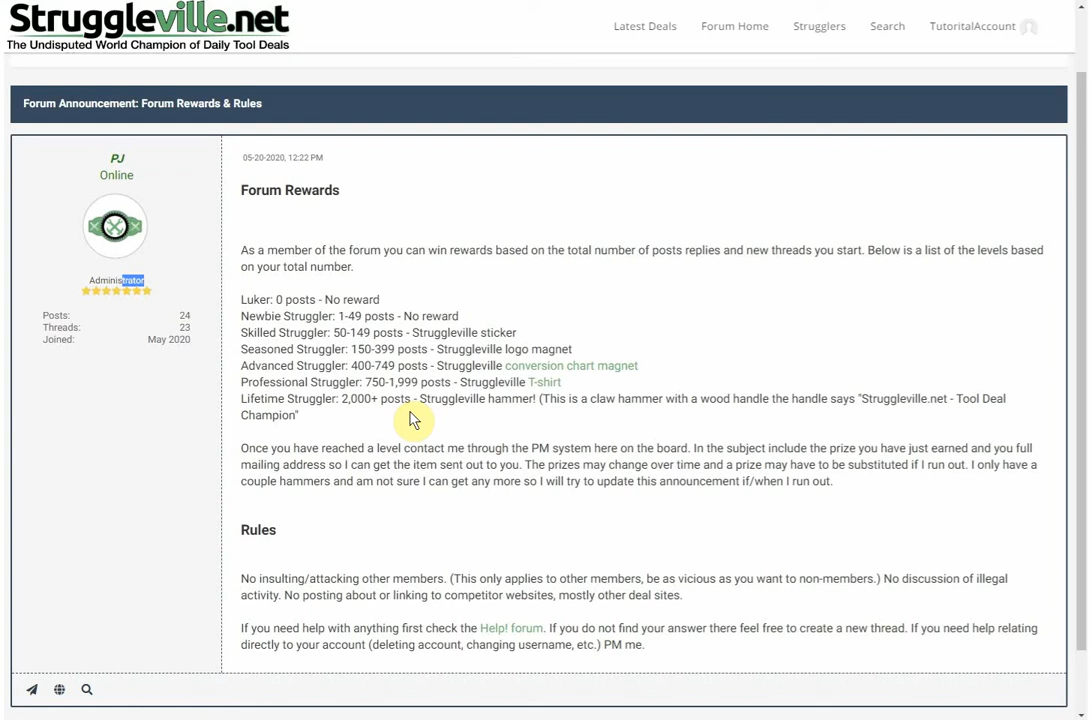 Struggleville.net
The Undisputed World Champion of Daily Tool Deals
Latest Deals Forum Home Strugglers Search TutoritalAccount
Forum Announcement: Forum Rewards & Rules
PJ
Online
Administrator
Posts: 24
Threads: 23
Joined: May 2020
05-20-2020, 12:22 PM
Forum Rewards
As a member of the forum you can win rewards based on the total number of posts replies and new threads you start. Below is a list of the levels based
on your total number.
Luker: 0 posts - No reward
Newbie Struggler: 1-49 posts - No reward
Skilled Struggler: 50-149 posts - Struggleville sticker
Seasoned Struggler: 150-399 posts - Struggleville logo magnet
Advanced Struggler: 400-749 posts - Struggleville conversion chart magnet
Professional Struggler: 750-1,999 posts - Struggleville T-shirt
Lifetime Struggler: 2,000+ posts - Struggleville hammer! (This is a claw hammer with a wood handle the handle says "Struggleville.net - Tool Deal
Champion"
Once you have reached a level contact me through the PM system here on the board. In the subject include the prize you have just earned and you full
mailing address so I can get the item sent out to you. The prizes may change over time and a prize may have to be substituted if I run out. I only have a
couple hammers and am not sure I can get any more so I will try to update this announcement if/when I run out.
Rules
No insulting/attacking other members. (This only applies to other members, be as vicious as you want to non-members.) No discussion of illegal
activity. No posting about or linking to competitor websites, mostly other deal sites.
If you need help with anything first check the Help! forum. If you do not find your answer there feel free to create a new thread. If you need help relating
directly to your account (deleting account, changing username, etc.) PM me.